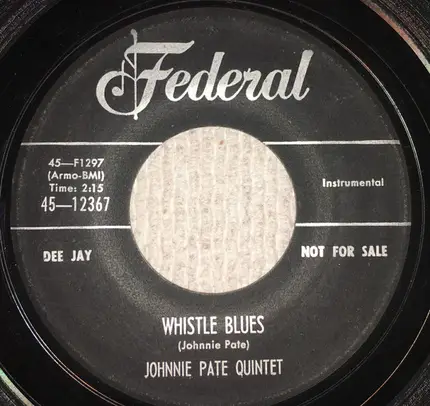 Federal
45—F1297
(Armo-BMI)
Time: 2:15
45—12367
Instrumental
DEE JAY
NOT FOR SALE
WHISTLE BLUES
(Johnnie Pate)
JOHNNIE PATE QUINTET